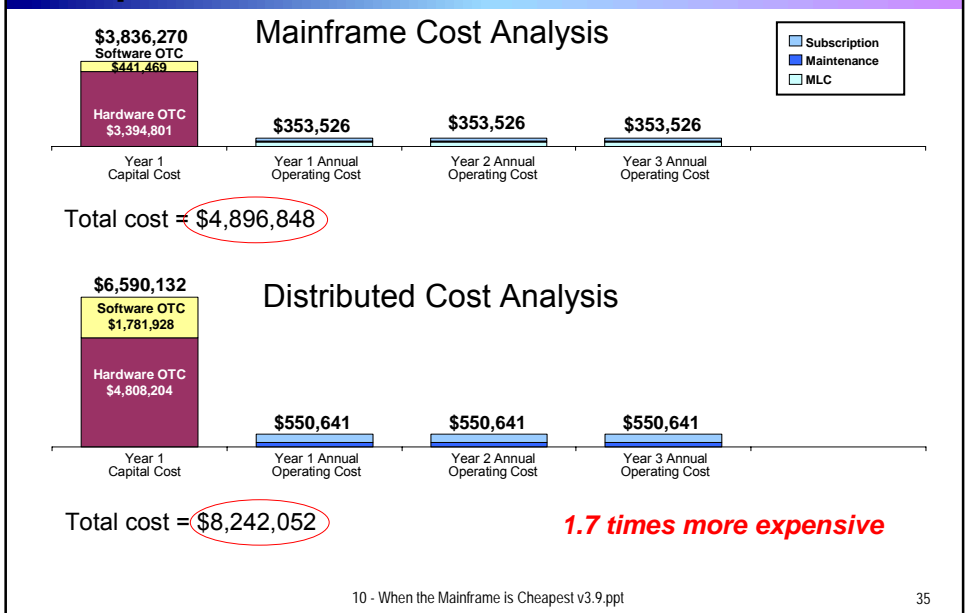 Mainframe Cost Analysis
$3,836,270
Software OTC
$441,469
Hardware OTC
$3,394,801
$353,526
$353,526
$353,526
Subscription
Maintenance
MLC
Year 1
Capital Cost
Year 1 Annual
Operating Cost
Year 2 Annual
Operating Cost
Year 3 Annual
Operating Cost
Total cost = $4,896,848
Distributed Cost Analysis
$6,590,132
Software OTC
$1,781,928
Hardware OTC
$4,808,204
$550,641
$550,641
$550,641
Year 1
Capital Cost
Year 1 Annual
Operating Cost
Year 2 Annual
Operating Cost
Year 3 Annual
Operating Cost
Total cost = $8,242,052
1.7 times more expensive
10 - When the Mainframe is Cheapest v3.9.ppt
35